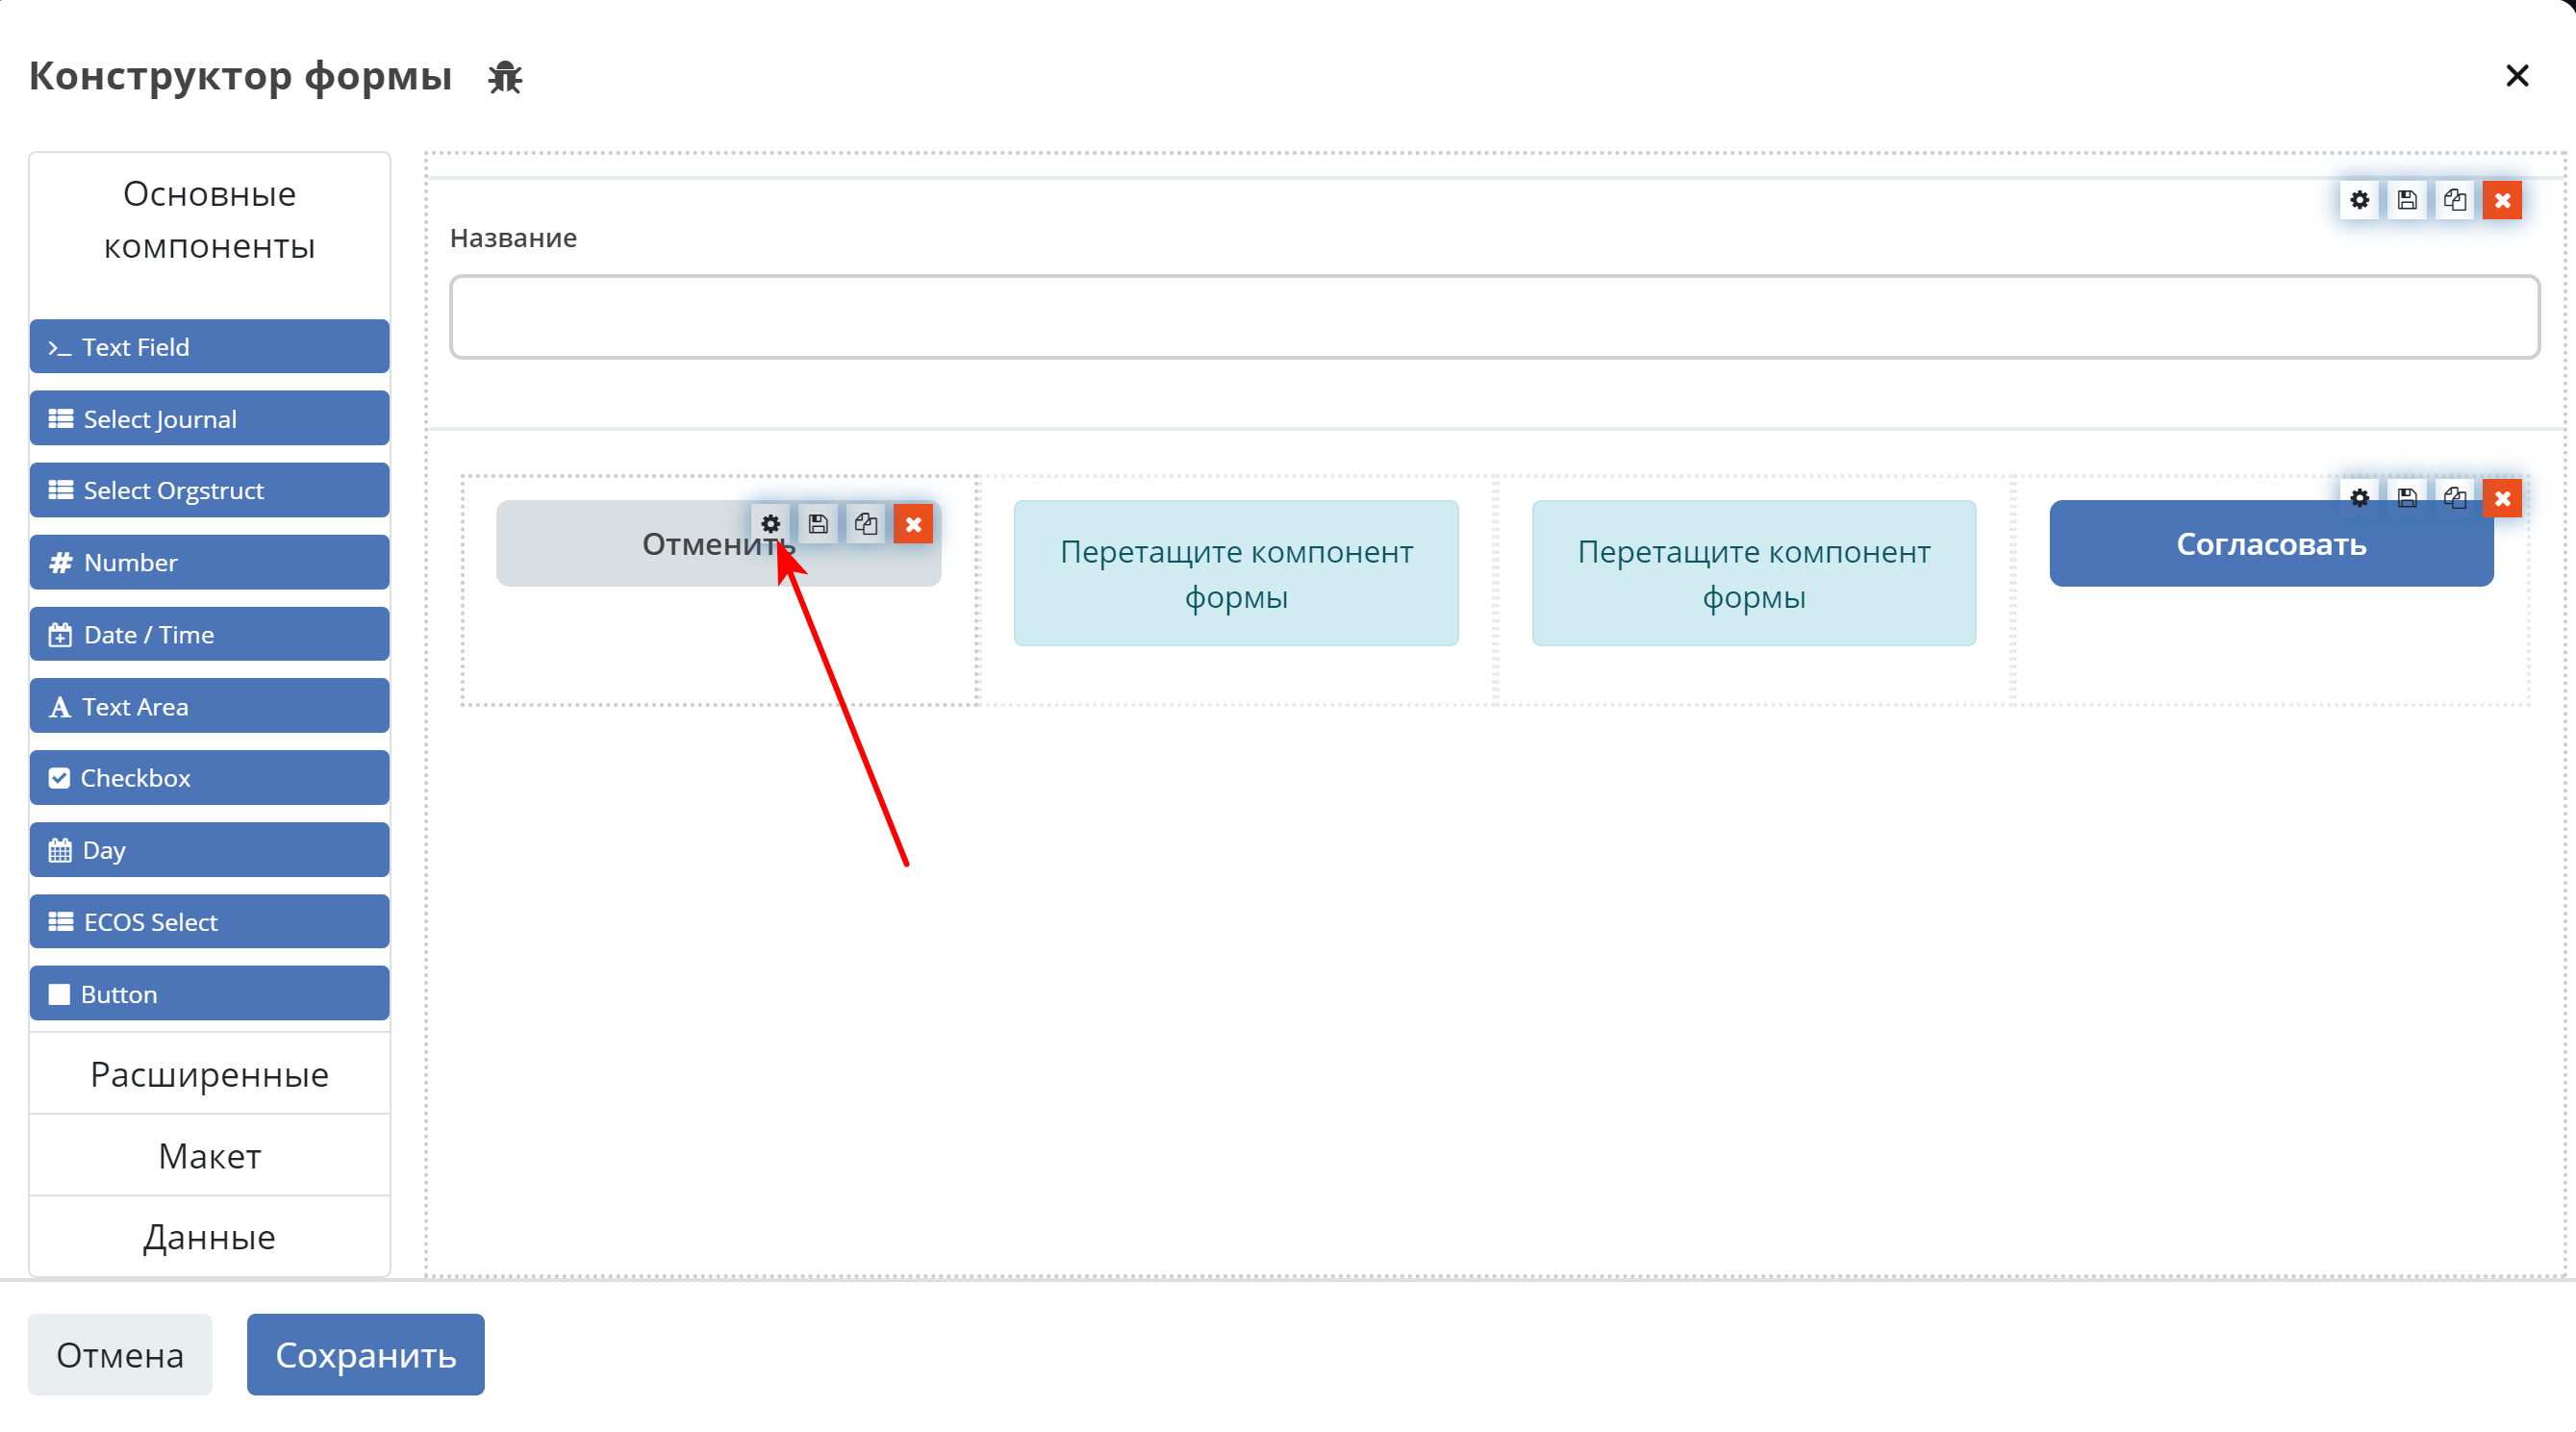 Конструктор формы
Основные
компоненты
Text Field
Select Journal
Select Orgstruct
Number
Date / Time
Text Area
Checkbox
Day
ECOS Select
Button
Расширенные
Макет
Данные
Название
Отменить
Перетащите компонент
формы
Перетащите компонент
формы
Согласовать
Отмена
Сохранить